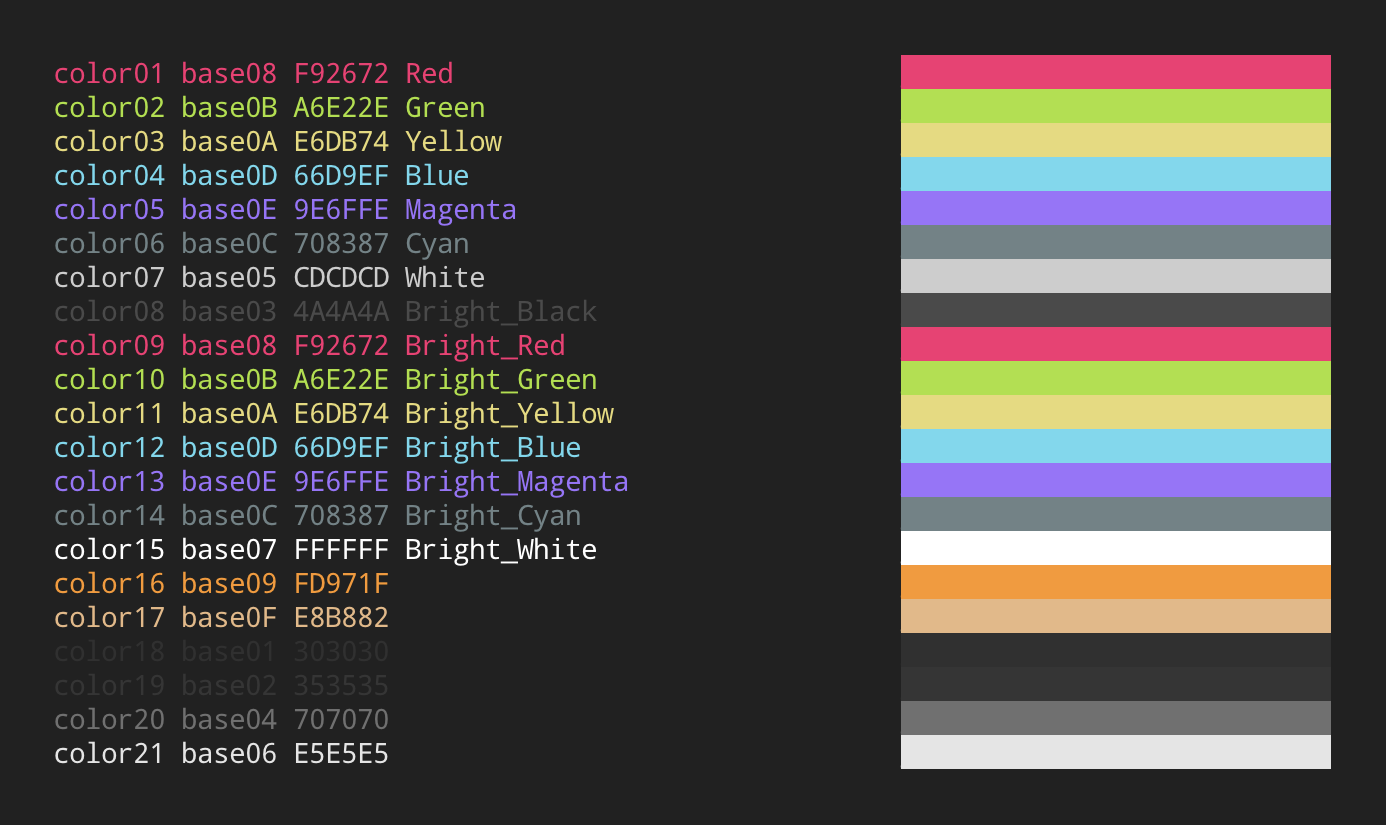 color01 base08 F92672 Red
color02 base0B A6E22E Green
color03 base0A E6DB74 Yellow
color04 base0D 66D9EF Blue
color05 base0E 9E6FFE Magenta
color06 base0C 708387 Cyan
color07 base05 CDCDCD White
color08 base03 4A4A4A Bright_Black
color09 base08 F92672 Bright_Red
color10 base0B A6E22E Bright_Green
color11 base0A E6DB74 Bright_Yellow
color12 base0D 66D9EF Bright_Blue
color13 base0E 9E6FFE Bright_Magenta
color14 base0C 708387 Bright_Cyan
color15 base07 FFFFFF Bright_White
color16 base09 FD971F
color17 base0F E8B882
color18 base01 303030
color19 base02 353535
color20 base04 707070
color21 base06 E5E5E5